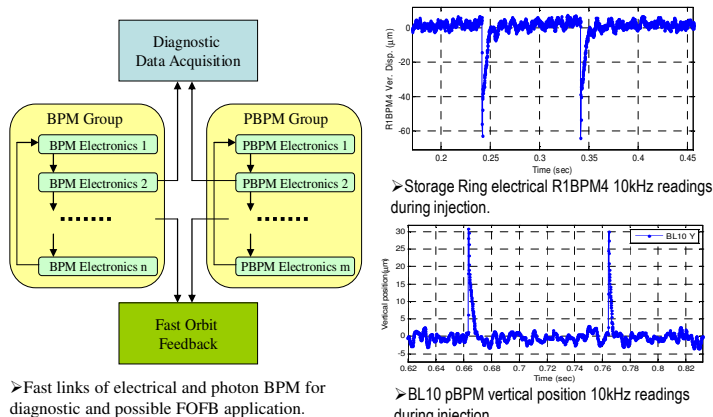 Diagnostic
Data Acquisition
BPM Group
BPM Electronics 1
BPM Electronics 2
.......
BPM Electronics n
PBPM Group
PBPM Electronics 1
PBPM Electronics 2
.......
PBPM Electronics m
Fast Orbit
Feedback
➢Fast links of electrical and photon BPM for
diagnostic and possible FOFB application.
R1BPM4 Ver. Disp. (μm)
0
-20
-40
-60
0.2 0.25 0.3 0.35 0.4 0.45
Time (sec)
➢Storage Ring electrical R1BPM4 10kHz readings
during injection.
BL10 Y
Vertical position(μm)
30
25
20
15
10
5
0
-5
0.62 0.64 0.66 0.68 0.7 0.72 0.74 0.76 0.78 0.8 0.82
Time (sec)
➢BL10 pBPM vertical position 10kHz readings
during injection